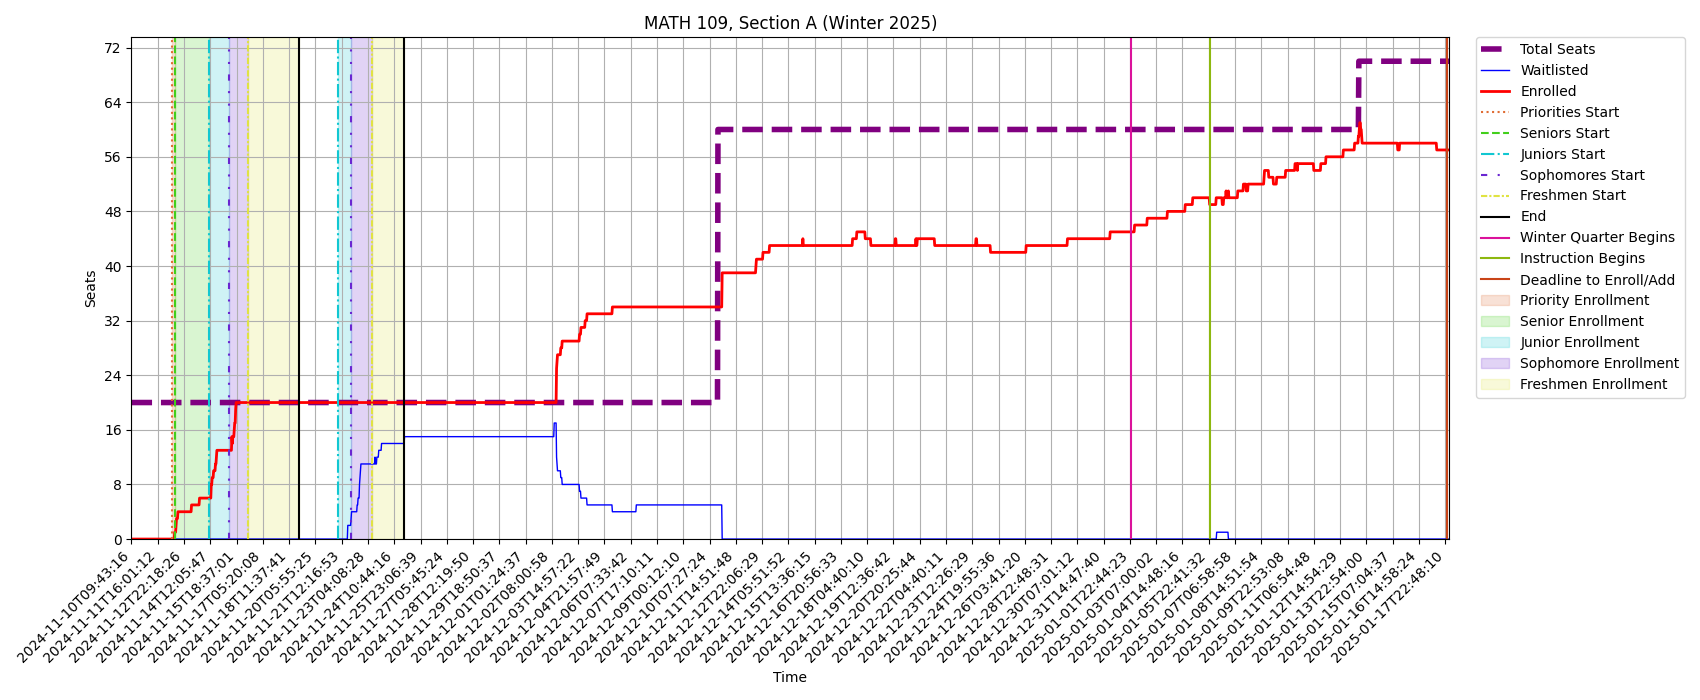 MATH 109, Section A (Winter 2025)
72
64
56
48
40
32
24
16
8
0
Seats
2024-11-10T09:43:16
2024-11-11T16:01:12
2024-11-12T22:18:26
2024-11-14T12:05:47
2024-11-15T18:37:01
2024-11-17T05:20:08
2024-11-18T11:37:41
2024-11-20T05:55:25
2024-11-21T12:16:53
2024-11-23T04:08:28
2024-11-24T10:44:16
2024-11-25T23:06:39
2024-11-27T05:45:24
2024-11-28T12:19:50
2024-11-29T18:50:37
2024-12-01T01:24:37
2024-12-02T08:00:58
2024-12-03T14:57:22
2024-12-04T21:57:49
2024-12-06T07:33:42
2024-12-07T17:10:11
2024-12-09T00:12:16
2024-12-10T07:27:24
2024-12-11T14:51:48
2024-12-12T22:06:29
2024-12-14T05:51:52
2024-12-15T13:36:15
2024-12-16T20:56:33
2024-12-18T04:40:10
2024-12-19T12:36:42
2024-12-20T20:25:44
2024-12-22T04:40:11
2024-12-23T12:26:29
2024-12-24T19:55:36
2024-12-26T03:41:20
2024-12-28T22:48:31
2024-12-30T07:01:12
2024-12-31T14:47:40
2025-01-01T22:44:23
2025-01-03T07:00:02
2025-01-04T14:48:16
2025-01-05T22:41:32
2025-01-07T06:58:58
2025-01-08T14:51:54
2025-01-09T22:53:08
2025-01-11T06:54:48
2025-01-12T14:54:29
2025-01-13T22:54:00
2025-01-15T07:04:37
2025-01-16T14:58:24
2025-01-17T22:48:10
Time
Total Seats
Waitlisted
Enrolled
Priorities Start
Seniors Start
Juniors Start
Sophomores Start
Freshmen Start
End
Winter Quarter Begins
Instruction Begins
Deadline to Enroll/Add
Priority Enrollment
Senior Enrollment
Junior Enrollment
Sophomore Enrollment
Freshmen Enrollment